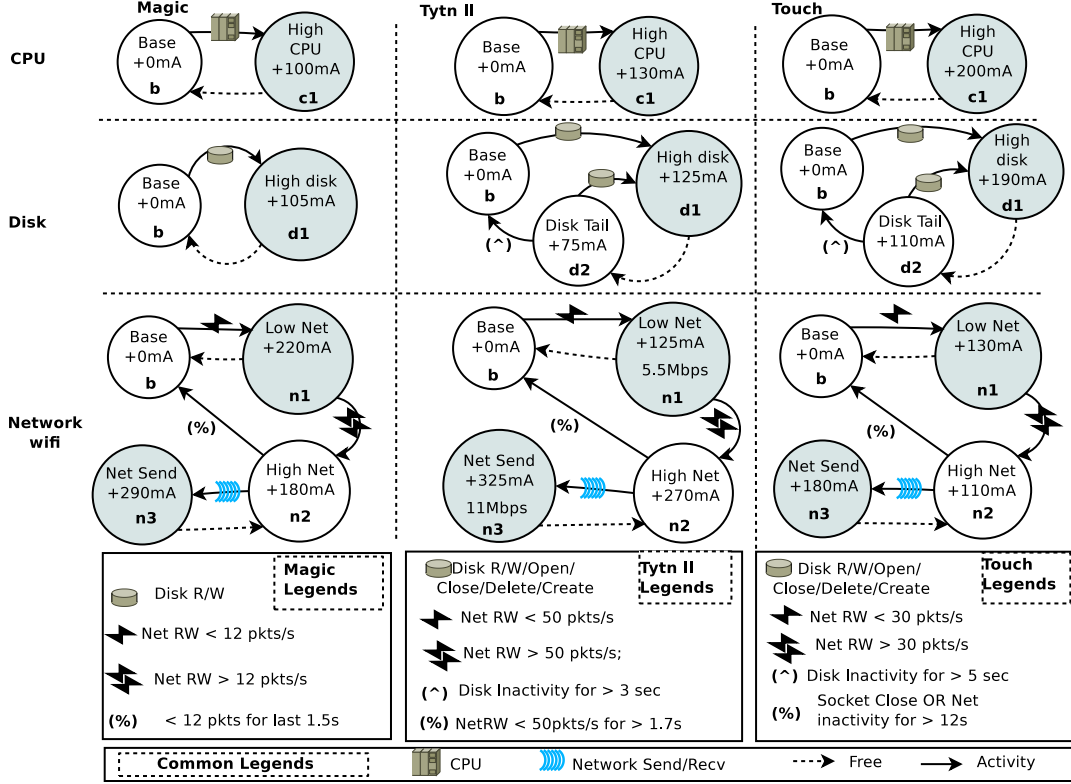 Magic
Tytn II
Touch
CPU
Base
+0mA
b
High
CPU
+100mA
c1
Base
+0mA
b
High
CPU
+130mA
c1
Base
+0mA
b
High
CPU
+200mA
c1
Disk
Base
+0mA
b
High disk
+105mA
d1
Base
+0mA
b
High disk
+125mA
d1
Disk Tail
+75mA
d2
(^)
Base
+0mA
b
High
disk
+190mA
d1
Disk Tail
+110mA
d2
(^)
Network
wifi
Base
+0mA
b
Low Net
+220mA
n1
(%)
Net Send
+290mA
n3
High Net
+180mA
n2
Base
+0mA
b
Low Net
+125mA
5.5Mbps
n1
(%)
Net Send
+325mA
11Mbps
n3
High Net
+270mA
n2
Base
+0mA
b
Low Net
+130mA
n1
(%)
Net Send
+180mA
n3
High Net
+110mA
n2
Magic
Legends
Disk R/W
Net RW < 12 pkts/s
Net RW > 12 pkts/s
(%) < 12 pkts for last 1.5s
Tytn II
Legends
Disk R/W/Open/
Close/Delete/Create
Net RW < 50 pkts/s
Net RW > 50 pkts/s;
(^) Disk Inactivity for > 3 sec
(%) NetRW < 50pkts/s for > 1.7s
Touch
Legends
Disk R/W/Open/
Close/Delete/Create
Net RW < 30 pkts/s
Net RW > 30 pkts/s
(^) Disk Inactivity for > 5 sec
(%) Socket Close OR Net
inactivity for > 12s
Common Legends
CPU
Network Send/Recv
Free
Activity